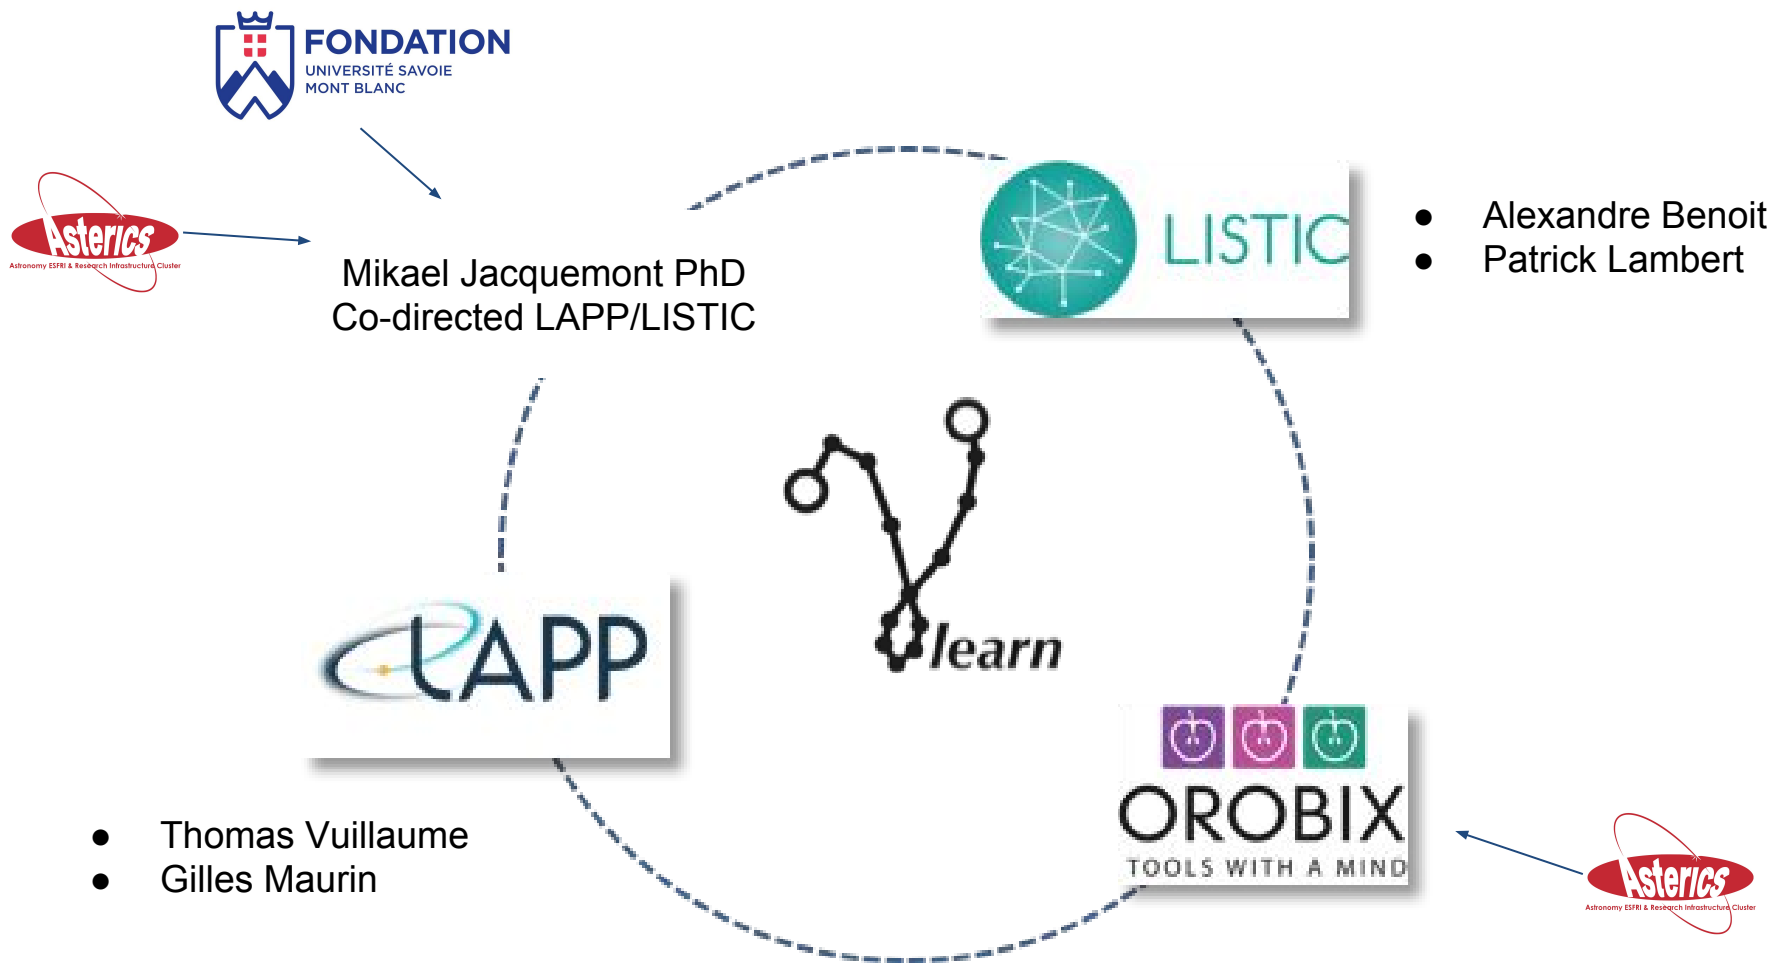 FONDATION
UNIVERSITÉ SAVOIE
MONT BLANC
Asterics
Astronomy ESFRI & Research Infrastructure Cluster
Mikael Jacquemont PhD
Co-directed LAPP/LISTIC
LISTIC
● Alexandre Benoit
● Patrick Lambert
learn
LAPP
● Thomas Vuillaume
● Gilles Maurin
OROBIX
TOOLS WITH A MIND
Asterics
Astronomy ESFRI & Research Infrastructure Cluster